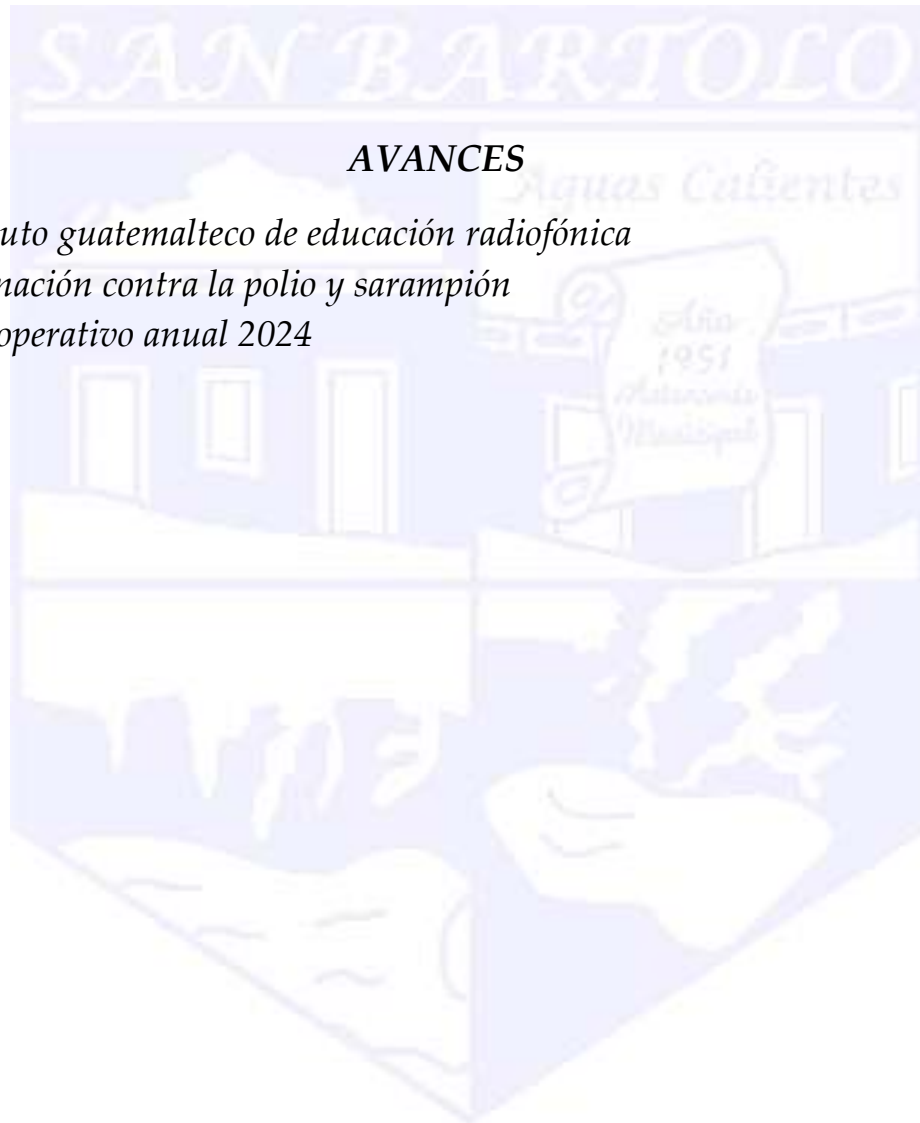 SAN BARTOLO
AVANCES
Aguas Calientes
uto guatemalteco de educación radiofónica
nación contra la polio y sarampión
operativo anual 2024
Año
1951
Municipal